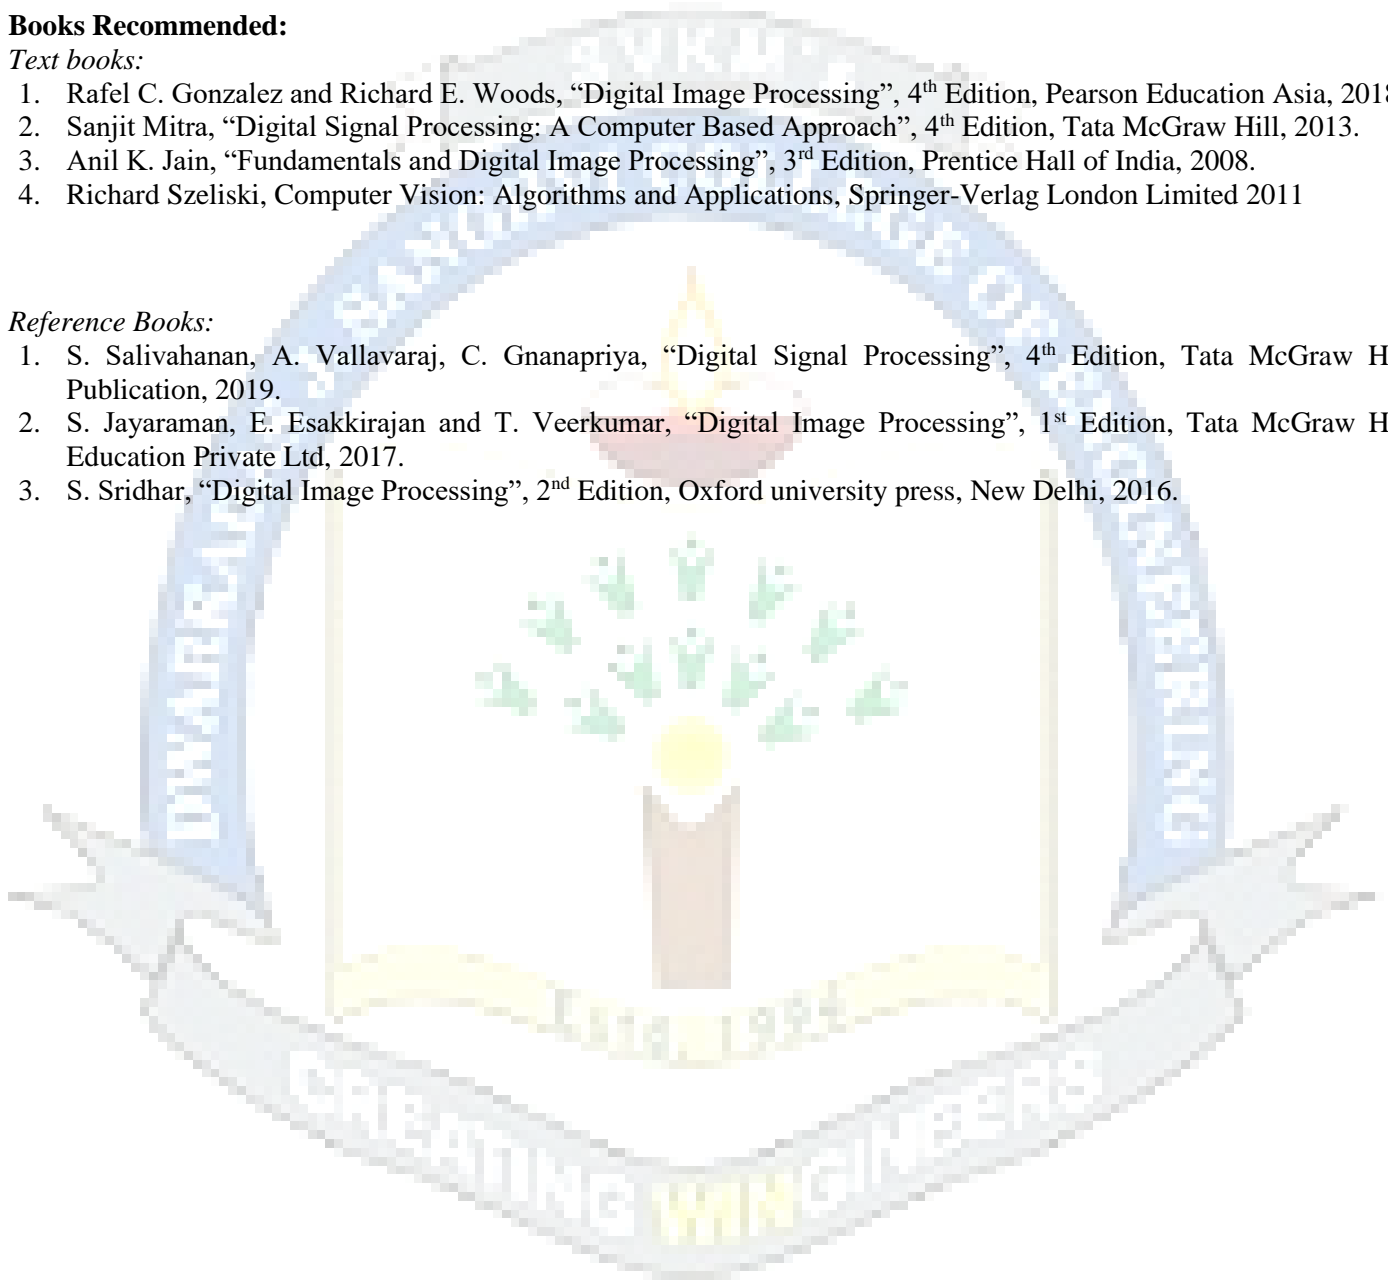 Books Recommended:
Text books:
1. Rafel C. Gonzalez and Richard E. Woods, “Digital Image Processing”, 4th Edition, Pearson Education Asia, 2018
2. Sanjit Mitra, “Digital Signal Processing: A Computer Based Approach”, 4th Edition, Tata McGraw Hill, 2013.
3. Anil K. Jain, “Fundamentals and Digital Image Processing”, 3rd Edition, Prentice Hall of India, 2008.
4. Richard Szeliski, Computer Vision: Algorithms and Applications, Springer-Verlag London Limited 2011
Reference Books:
1. S. Salivahanan, A. Vallavaraj, C. Gnanapriya, “Digital Signal Processing”, 4th Edition, Tata McGraw H
Publication, 2019.
2. S. Jayaraman, E. Esakkirajan and T. Veerkumar, “Digital Image Processing”, 1st Edition, Tata McGraw H
Education Private Ltd, 2017.
3. S. Sridhar, “Digital Image Processing”, 2nd Edition, Oxford university press, New Delhi, 2016.
ESTD. 1994
CREATING WINGINEERS